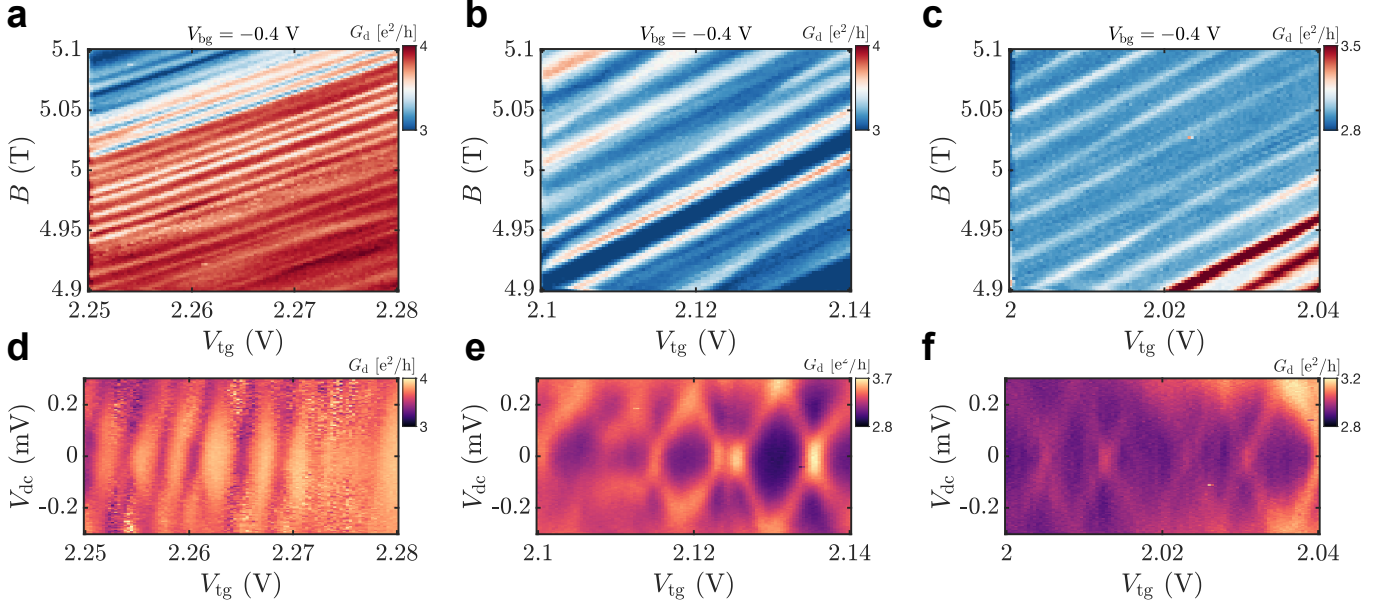 a
V_bg = −0.4 V
G_d [e²/h]
4
3
5.1
5.05
5
4.95
4.9
B (T)
2.25
2.26
2.27
2.28
V_tg (V)
b
V_bg = −0.4 V
G_d [e²/h]
4
3
5.1
5.05
5
4.95
4.9
B (T)
2.1
2.12
2.14
V_tg (V)
c
V_bg = −0.4 V
G_d [e²/h]
3.5
2.8
5.1
5.05
5
4.95
4.9
B (T)
2
2.02
2.04
V_tg (V)
d
G_d [e²/h]
4
3
0.2
0
-0.2
V_dc (mV)
2.25
2.26
2.27
2.28
V_tg (V)
e
G_d [e²/h]
3.7
2.8
0.2
0
-0.2
V_dc (mV)
2.1
2.12
2.14
V_tg (V)
f
G_d [e²/h]
3.2
2.8
0.2
0
-0.2
V_dc (mV)
2
2.02
2.04
V_tg (V)